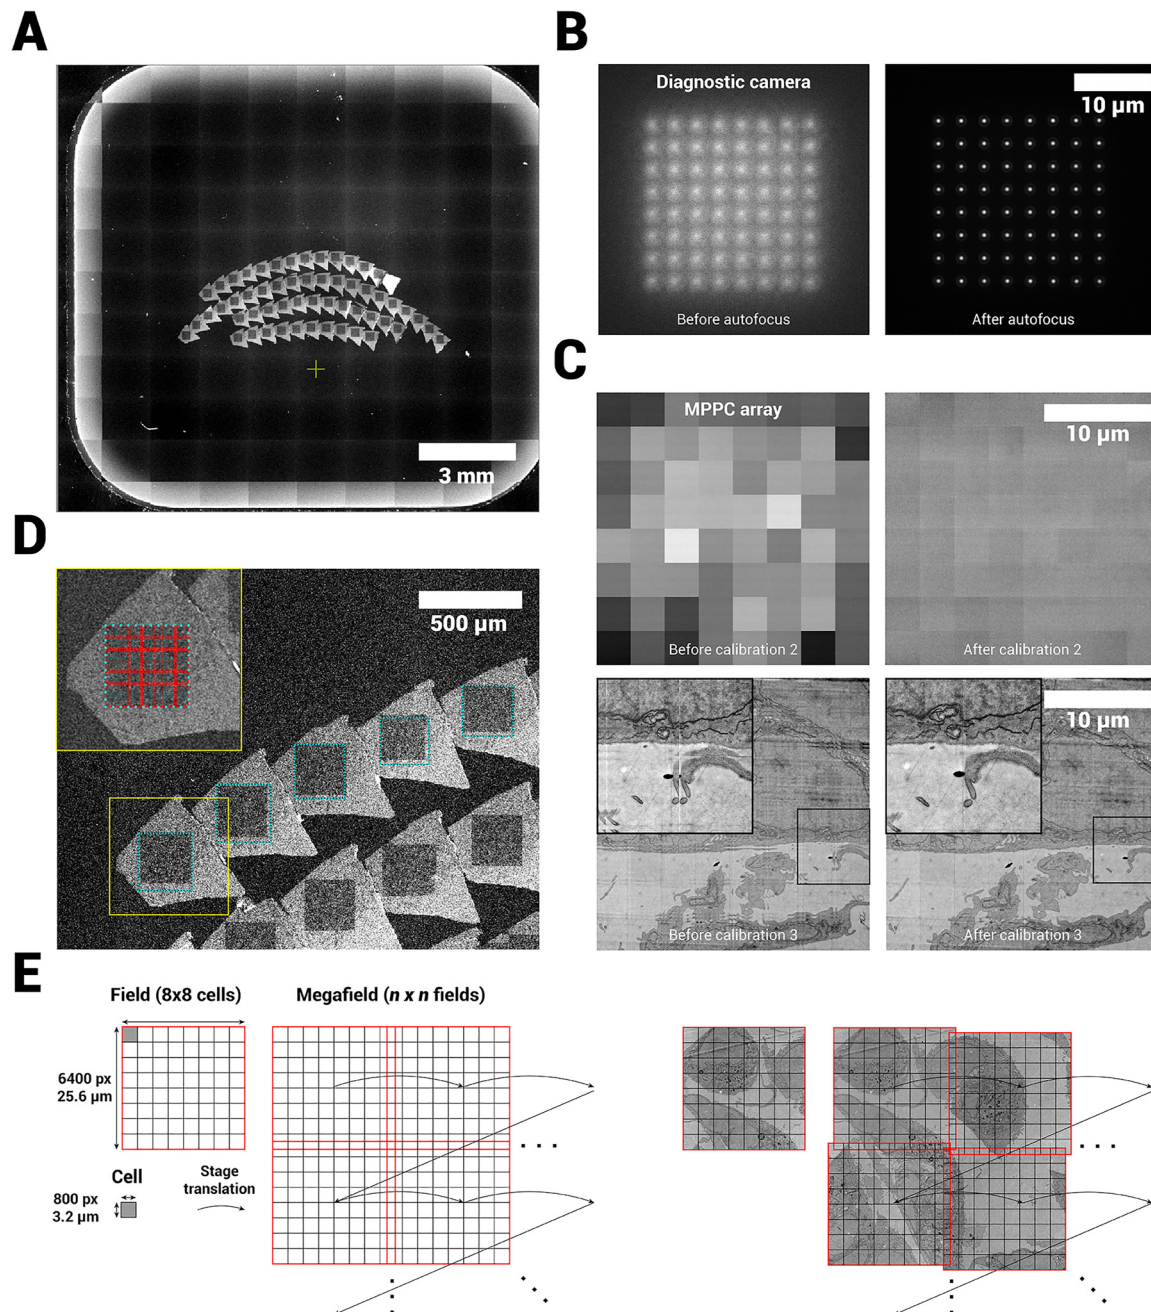 A
3 mm
B
Diagnostic camera
Before autofocus
10 µm
After autofocus
C
MPPC array
Before calibration 2
10 µm
After calibration 2
Before calibration 3
10 µm
After calibration 3
D
500 µm
E
Field (8x8 cells)
Megafield (n x n fields)
6400 px
25.6 µm
Cell
800 px
3.2 µm
Stage
translation